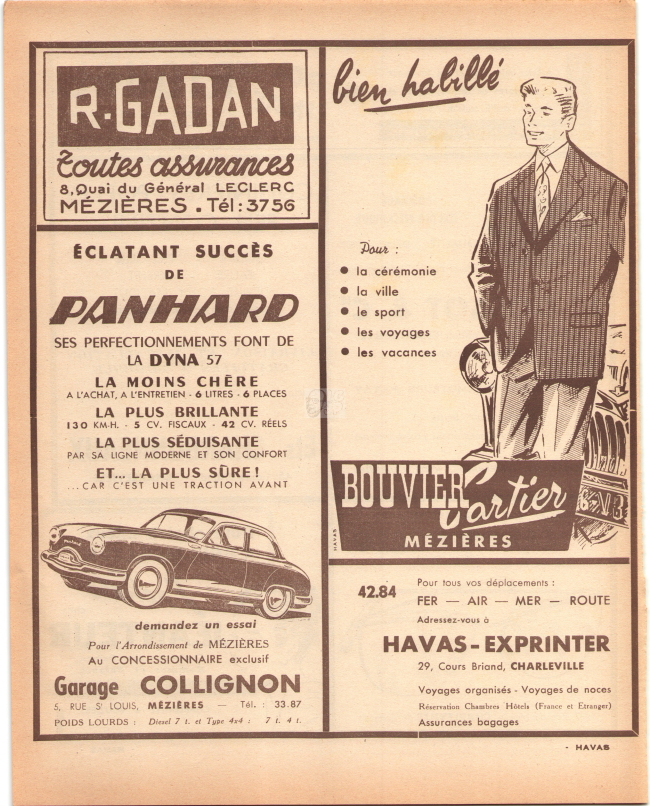 R·GADAN
Toutes assurances
8, Quai du Général LECLERC
MÉZIÈRES . Tél : 37 56
ÉCLATANT SUCCÈS
DE
PANHARD
SES PERFECTIONNEMENTS FONT DE
LA DYNA 57
LA MOINS CHÈRE
A L'ACHAT, A L'ENTRETIEN - 6 LITRES - 6 PLACES
LA PLUS BRILLANTE
130 KM-H. - 5 CV. FISCAUX - 42 CV. RÉELS
LA PLUS SÉDUISANTE
PAR SA LIGNE MODERNE ET SON CONFORT
ET... LA PLUS SÛRE !
...CAR C'EST UNE TRACTION AVANT
panhard
demandez un essai
Pour l'Arrondissement de MÉZIÈRES
Au CONCESSIONNAIRE exclusif
Garage COLLIGNON
5, RUE St LOUIS, MÉZIÈRES — Tél. : 33.87
POIDS LOURDS : Diesel 7 t. et Type 4x4 : 7 t. 4 t.
bien habillé
Pour :
● la cérémonie
● la ville
● le sport
● les voyages
● les vacances
BOUVIER Cartier
MÉZIÈRES
HAVAS
42.84
Pour tous vos déplacements :
FER — AIR — MER — ROUTE
Adressez-vous à
HAVAS - EXPRINTER
29, Cours Briand, CHARLEVILLE
Voyages organisés - Voyages de noces
Réservation Chambres Hôtels (France et Etranger)
Assurances bagages
- HAVAS